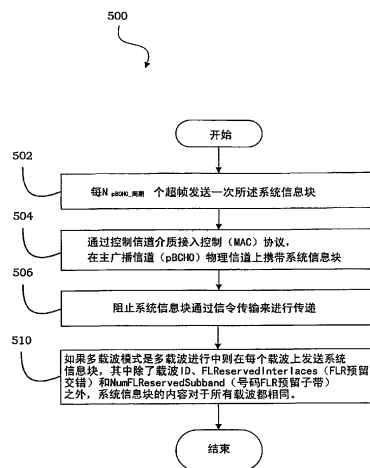 500
开始
502
每N pBCH0_周期 个超帧发送一次所述系统信息块
504
通过控制信道介质接入控制（MAC）协议，
在主广播信道（pBCH0）物理信道上携带系统信息块
506
阻止系统信息块通过信令传输来进行传递
510
如果多载波模式是多载波进行中则在每个载波上发送系统
信息块，其中除了载波ID、FLReservedInterlaces（FLR预留
交错）和NumFLReservedSubband（号码FLR预留子带）
之外，系统信息块的内容对于所有载波都相同。
结束